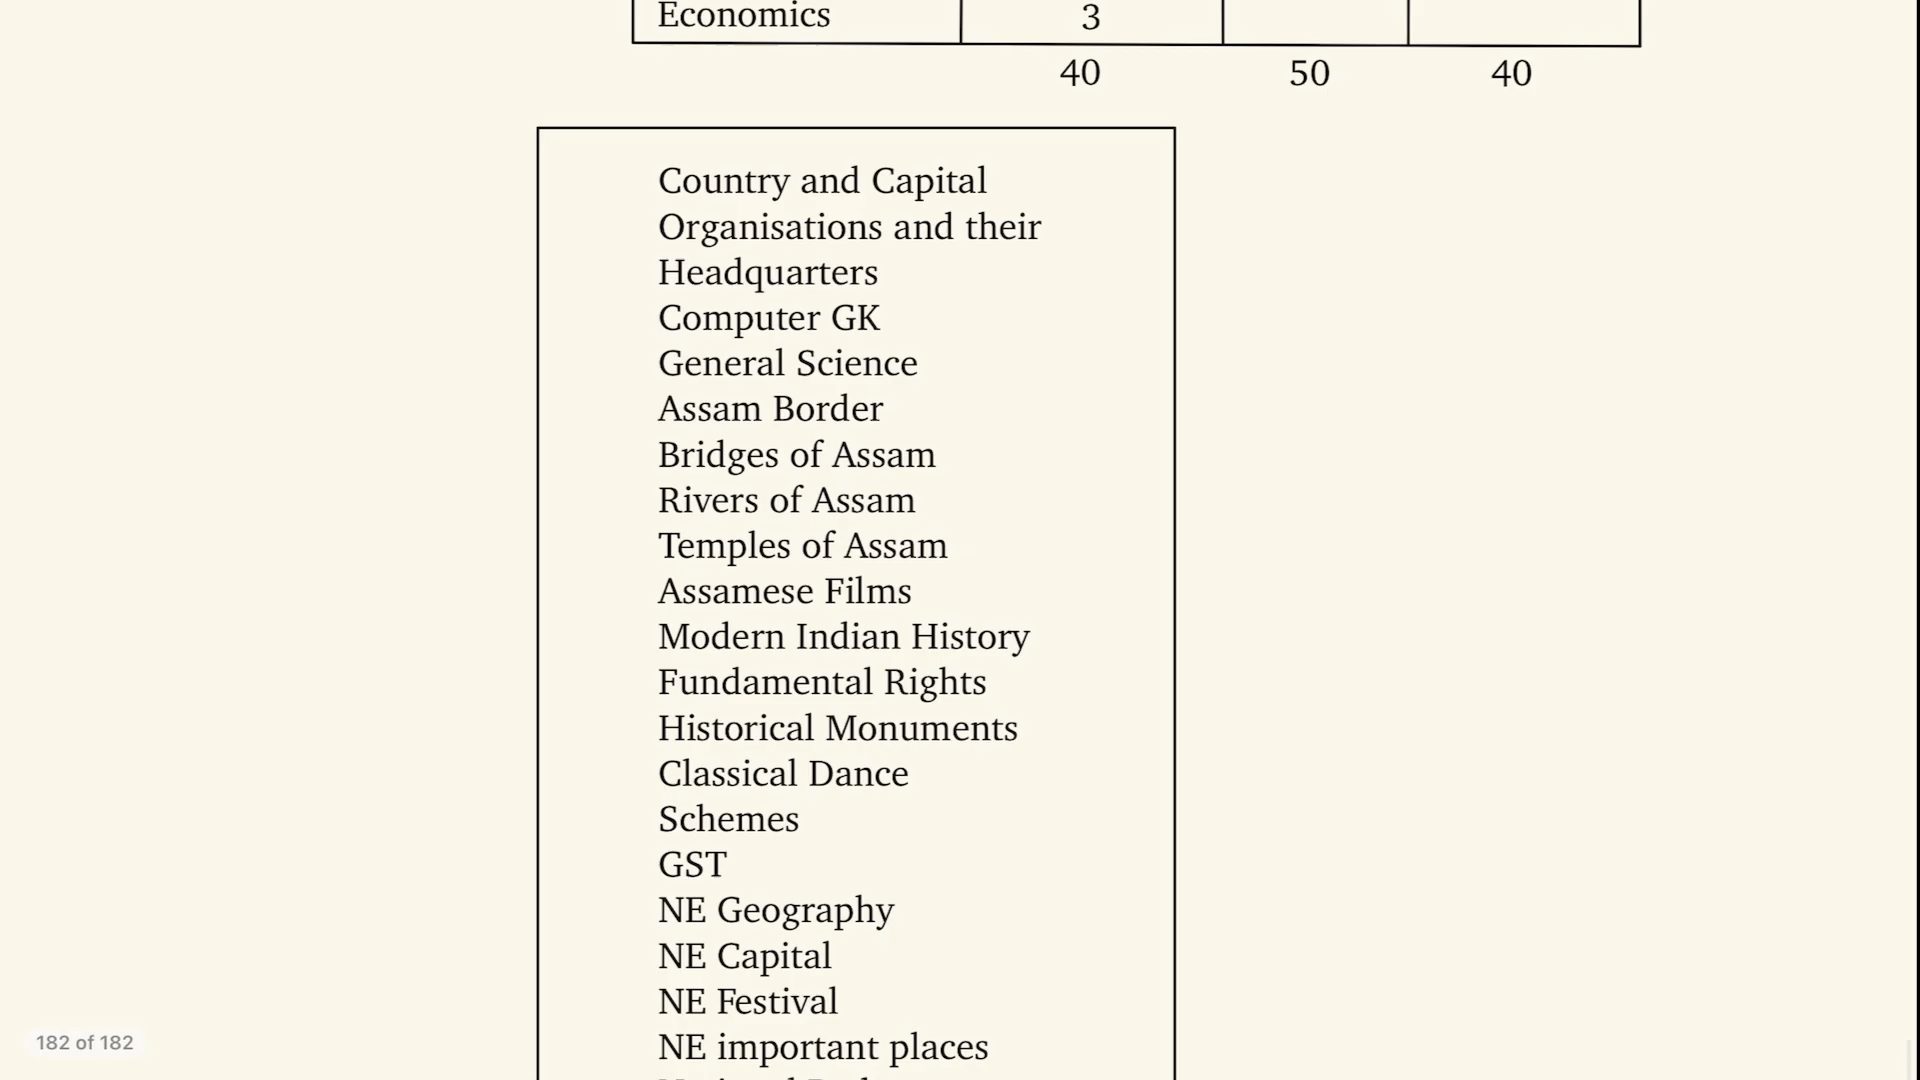 Economics 3
40 50 40
Country and Capital
Organisations and their
Headquarters
Computer GK
General Science
Assam Border
Bridges of Assam
Rivers of Assam
Temples of Assam
Assamese Films
Modern Indian History
Fundamental Rights
Historical Monuments
Classical Dance
Schemes
GST
NE Geography
NE Capital
NE Festival
NE important places
182 of 182